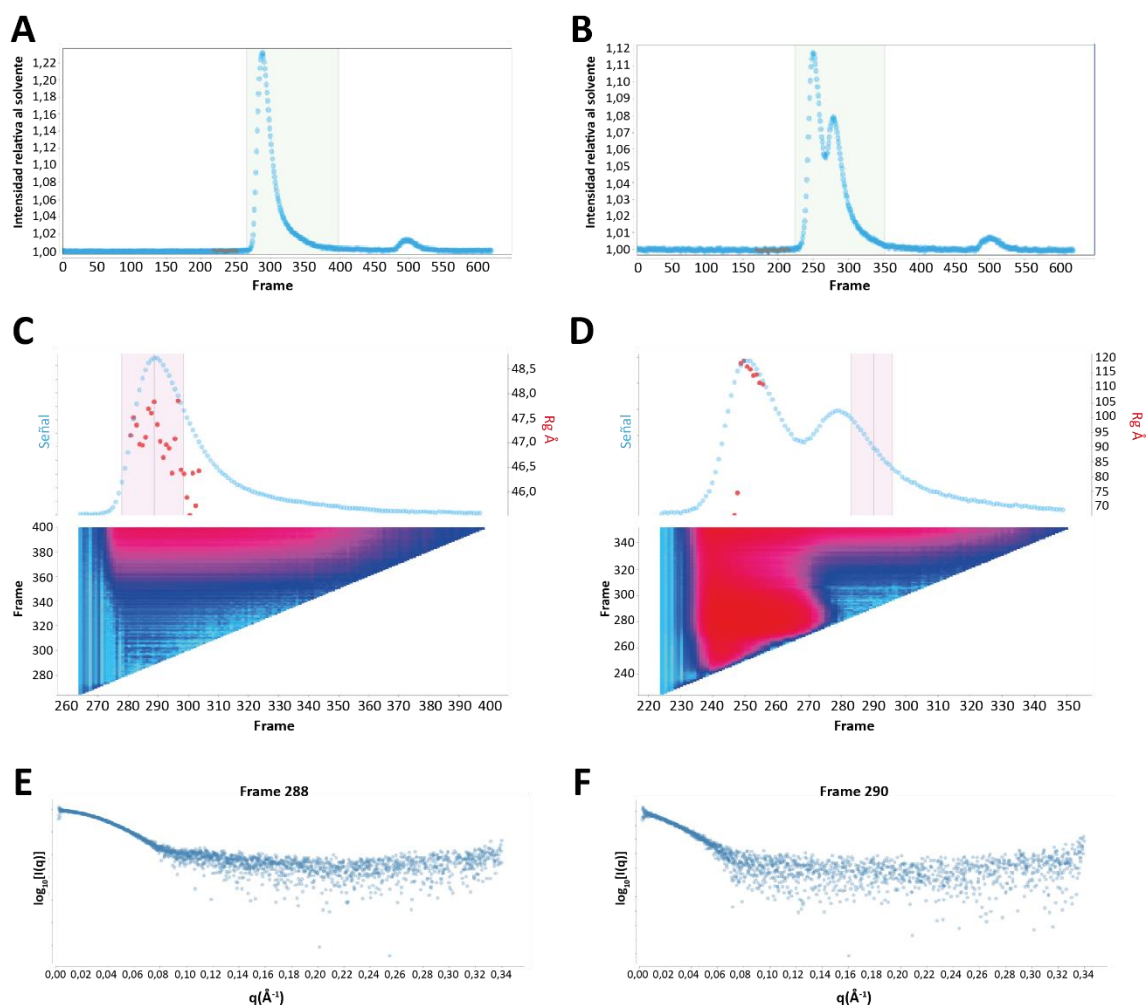 A
Intensidad relativa al solvente
1,22
1,20
1,18
1,16
1,14
1,12
1,10
1,08
1,06
1,04
1,02
1,00
0 50 100 150 200 250 300 350 400 450 500 550 600
Frame
B
Intensidad relativa al solvente
1,12
1,11
1,10
1,09
1,08
1,07
1,06
1,05
1,04
1,03
1,02
1,01
1,00
0 50 100 150 200 250 300 350 400 450 500 550 600
Frame
C
Señal
48,5
48,0
47,5
47,0
46,5
46,0
Rg Å
Frame
400
380
360
340
320
300
280
260 270 280 290 300 310 320 330 340 350 360 370 380 390 400
Frame
D
Señal
120
115
110
105
100
95
90
85
80
75
70
Rg Å
Frame
340
320
300
280
260
240
220 230 240 250 260 270 280 290 300 310 320 330 340 350
Frame
E
Frame 288
log₁₀[I(q)]
0,00 0,02 0,04 0,06 0,08 0,10 0,12 0,14 0,16 0,18 0,20 0,22 0,24 0,26 0,28 0,30 0,32 0,34
q(Å⁻¹)
F
Frame 290
log₁₀[I(q)]
0,00 0,02 0,04 0,06 0,08 0,10 0,12 0,14 0,16 0,18 0,20 0,22 0,24 0,26 0,28 0,30 0,32 0,34
q(Å⁻¹)